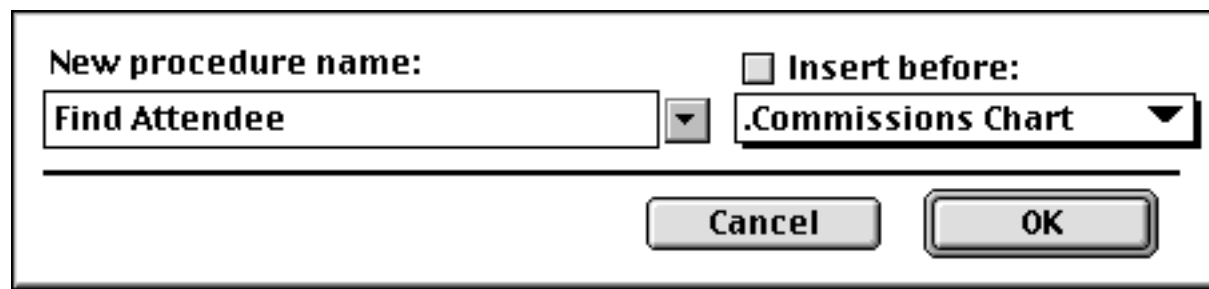 New procedure name:
Insert before:
Find Attendee
.Commissions Chart
Cancel
OK